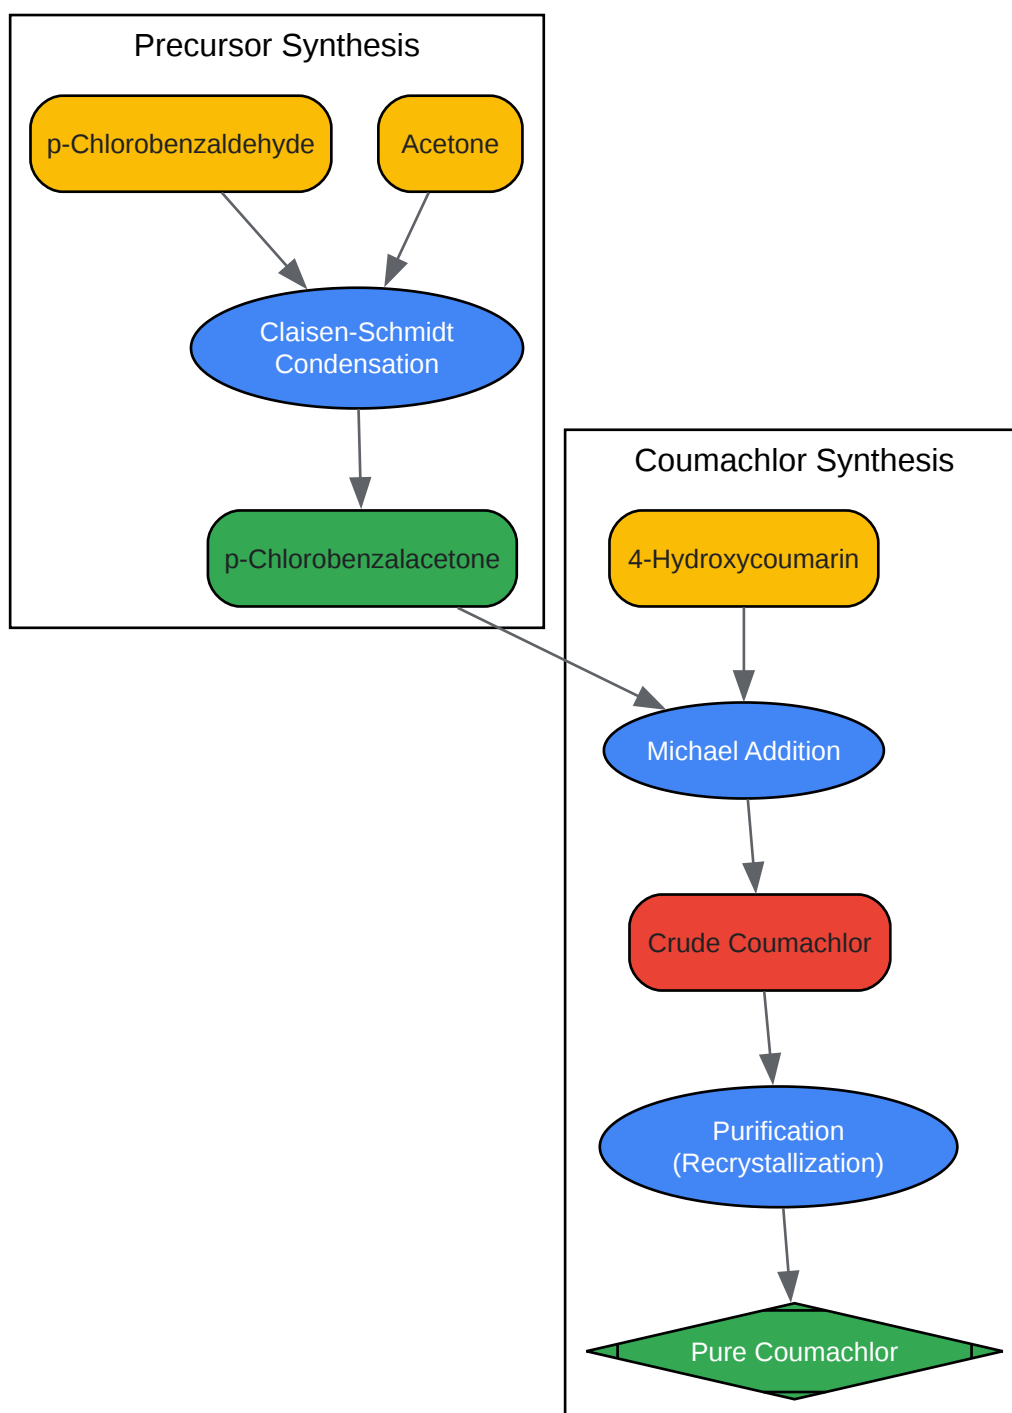 Precursor Synthesis
p-Chlorobenzaldehyde
Acetone
Claisen-Schmidt
Condensation
p-Chlorobenzalacetone
Coumachlor Synthesis
4-Hydroxycoumarin
Michael Addition
Crude Coumachlor
Purification
(Recrystallization)
Pure Coumachlor